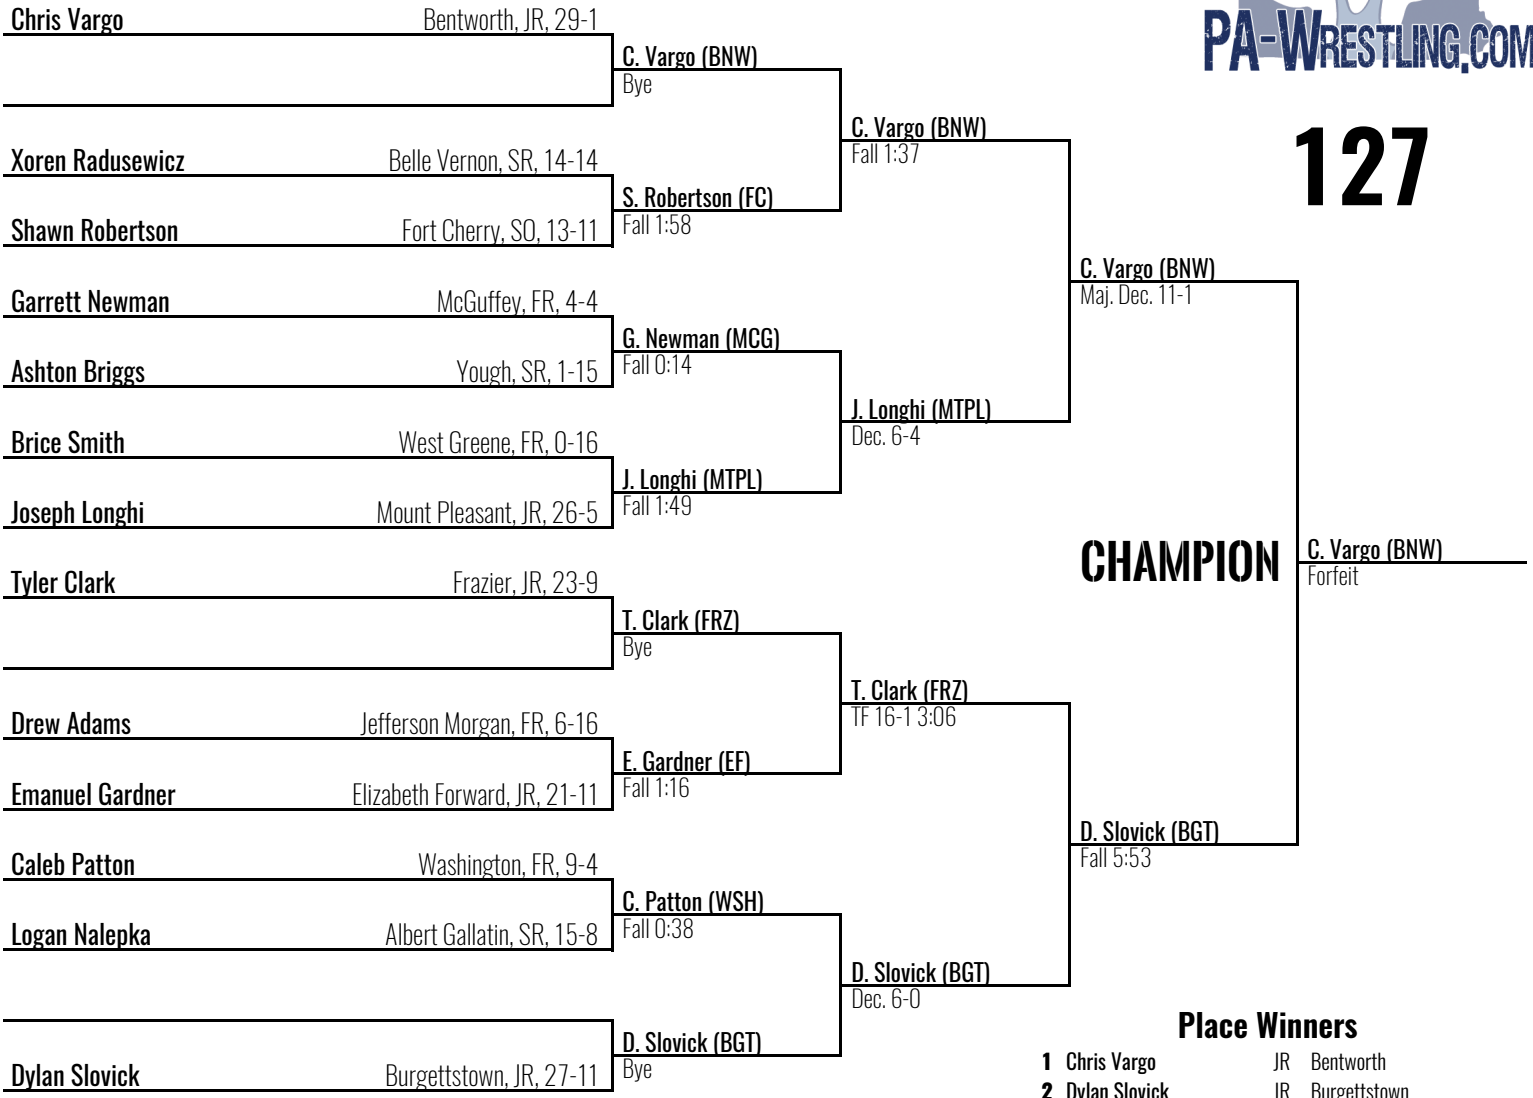 PA-WRESTLING.COM
127
Chris Vargo Bentworth, JR, 29-1
C. Vargo (BNW)
Bye
Xoren Radusewicz Belle Vernon, SR, 14-14
Shawn Robertson Fort Cherry, SO, 13-11
S. Robertson (FC)
Fall 1:58
C. Vargo (BNW)
Fall 1:37
Garrett Newman McGuffey, FR, 4-4
Ashton Briggs Yough, SR, 1-15
G. Newman (MCG)
Fall 0:14
Brice Smith West Greene, FR, 0-16
Joseph Longhi Mount Pleasant, JR, 26-5
J. Longhi (MTPL)
Fall 1:49
J. Longhi (MTPL)
Dec. 6-4
C. Vargo (BNW)
Maj. Dec. 11-1
Tyler Clark Frazier, JR, 23-9
T. Clark (FRZ)
Bye
Drew Adams Jefferson Morgan, FR, 6-16
Emanuel Gardner Elizabeth Forward, JR, 21-11
E. Gardner (EF)
Fall 1:16
T. Clark (FRZ)
TF 16-1 3:06
Caleb Patton Washington, FR, 9-4
Logan Nalepka Albert Gallatin, SR, 15-8
C. Patton (WSH)
Fall 0:38
Dylan Slovick Burgettstown, JR, 27-11
D. Slovick (BGT)
Bye
D. Slovick (BGT)
Dec. 6-0
D. Slovick (BGT)
Fall 5:53
CHAMPION
C. Vargo (BNW)
Forfeit
Place Winners
1 Chris Vargo JR Bentworth
2 Dylan Slovick JR Burgettstown